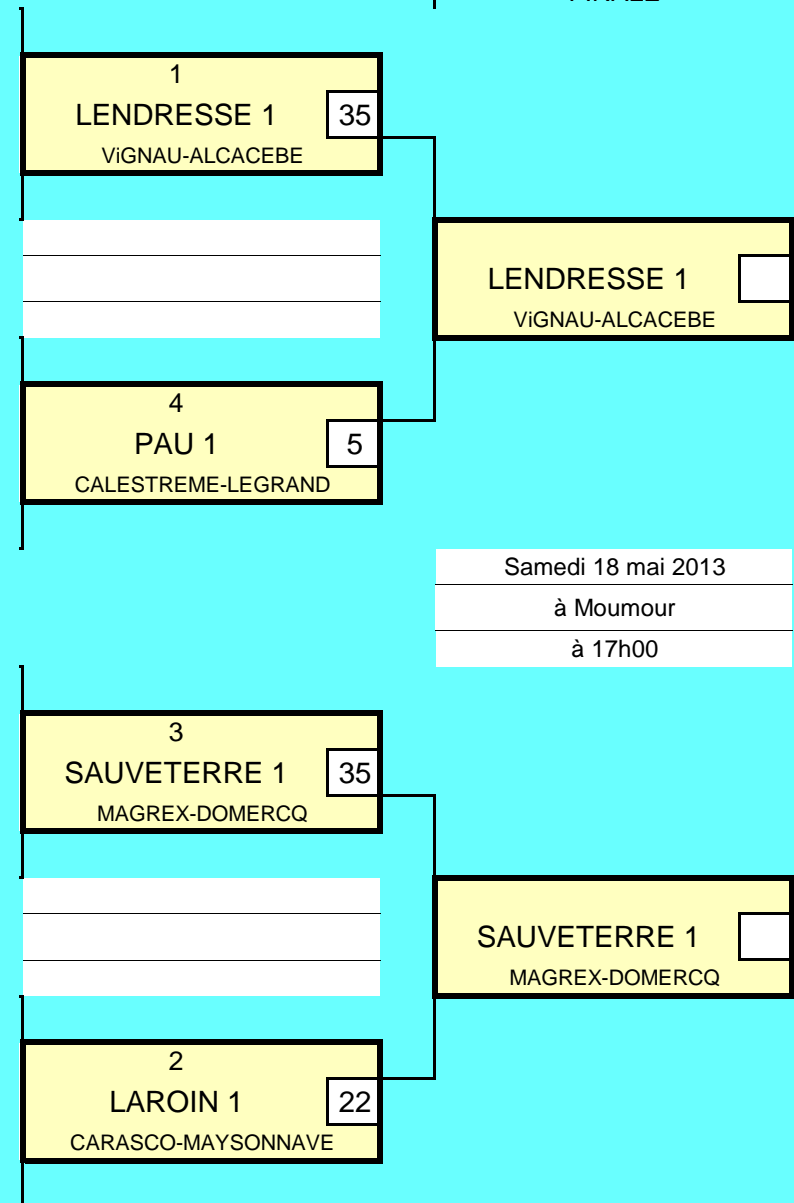 1
LENDRESSE 1 35
ViGNAU-ALCACEBE
LENDRESSE 1
ViGNAU-ALCACEBE
4
PAU 1 5
CALESTREME-LEGRAND
Samedi 18 mai 2013
à Moumour
à 17h00
3
SAUVETERRE 1 35
MAGREX-DOMERCQ
SAUVETERRE 1
MAGREX-DOMERCQ
2
LAROIN 1 22
CARASCO-MAYSONNAVE